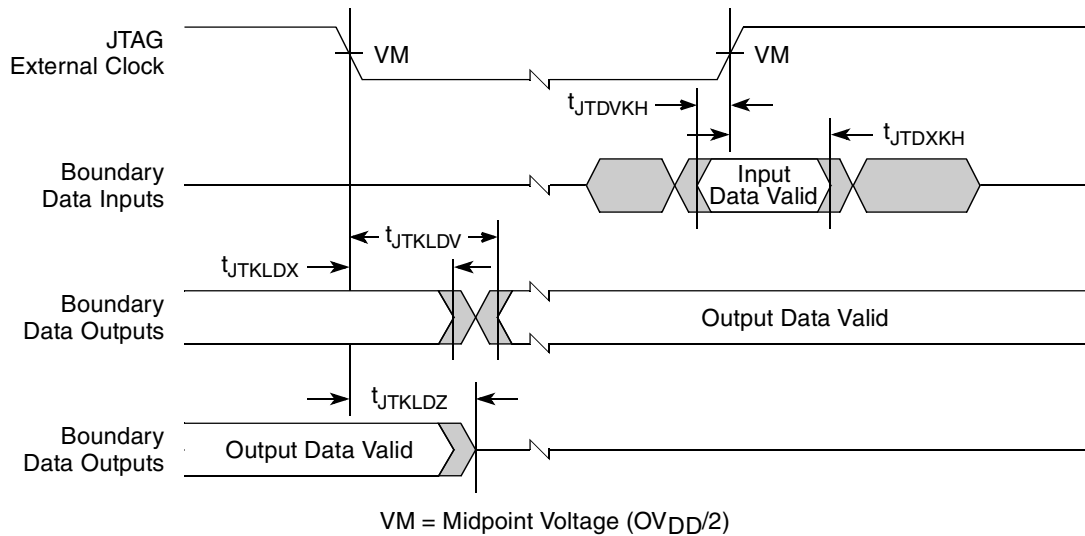 JTAG
External Clock
VM
VM
tJTDVKH
tJTDXKH
Boundary
Data Inputs
Input
Data Valid
tJTKLDV
tJTKLDX
Boundary
Data Outputs
Output Data Valid
tJTKLDZ
Boundary
Data Outputs
Output Data Valid
VM = Midpoint Voltage (OVDD/2)